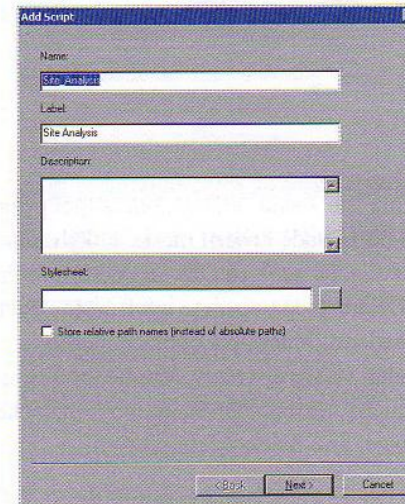 Add Script
Name:
Site_Analysis
Label:
Site Analysis
Description:
Stylesheet:
Store relative path names (instead of absolute paths)
< Back
Next >
Cancel